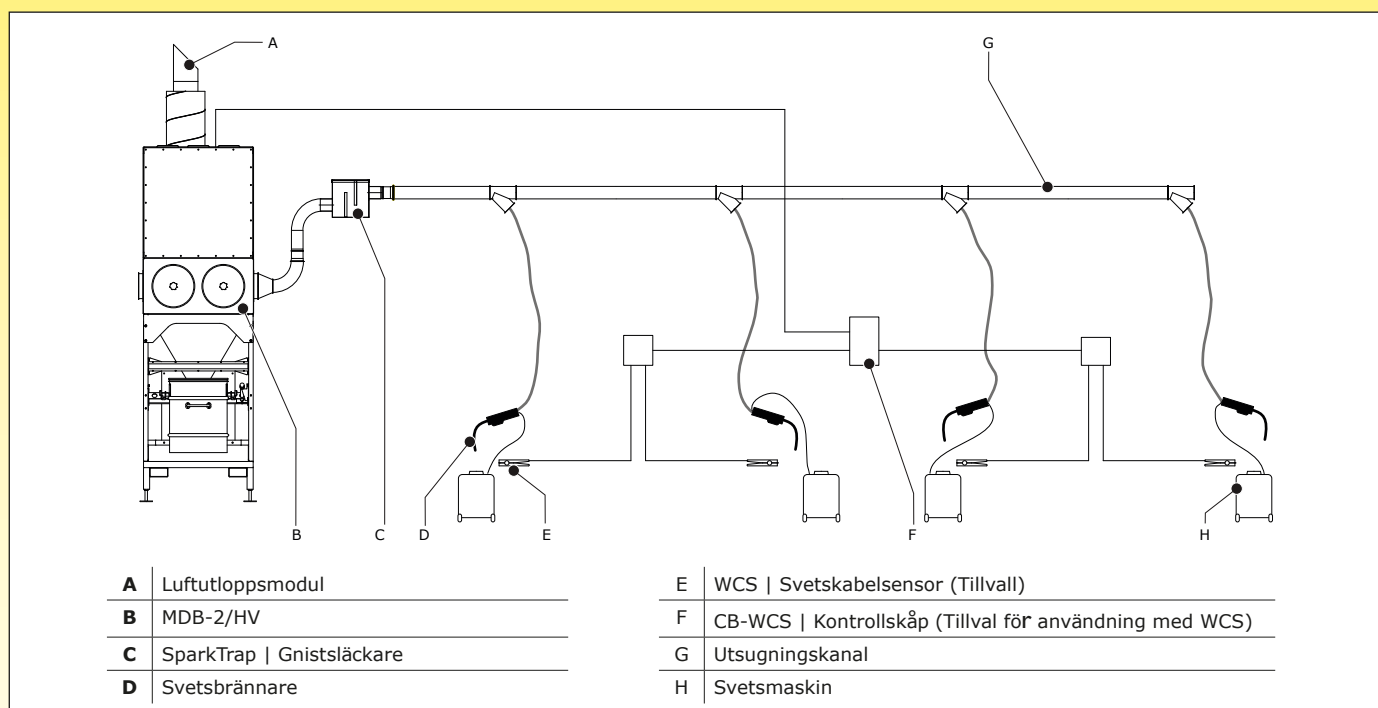 A
G
B
C
D
E
F
H
A Luftutloppsmodul
B MDB-2/HV
C SparkTrap | Gnistsläckare
D Svetsbrännare
E WCS | Svetskabelsensor (Tillvall)
F CB-WCS | Kontrollskåp (Tillval för användning med WCS)
G Utsugningskanal
H Svetsmaskin